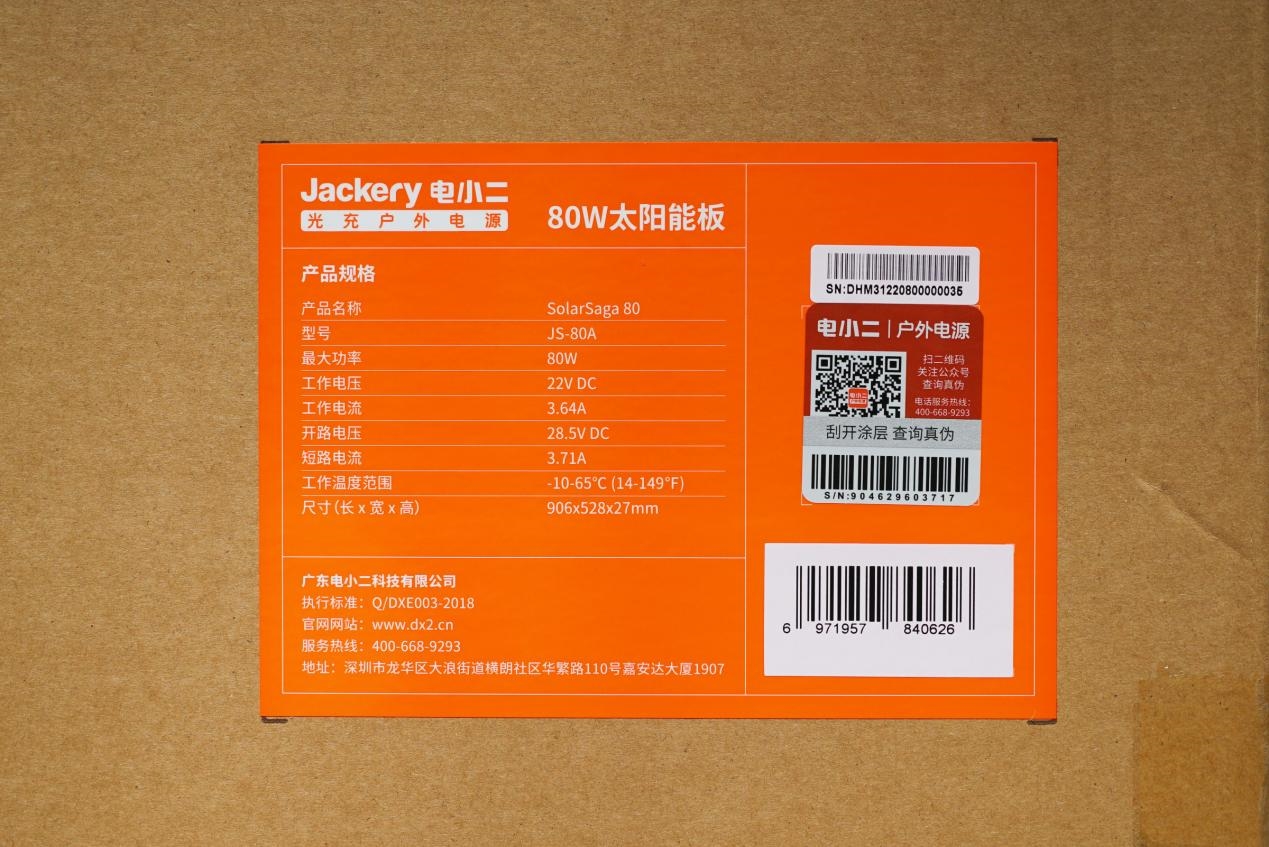 Jackery 电小二
光充户外电源
80W太阳能板
产品规格
产品名称 SolarSaga 80
型号 JS-80A
最大功率 80W
工作电压 22V DC
工作电流 3.64A
开路电压 28.5V DC
短路电流 3.71A
工作温度范围 -10-65℃ (14-149℉)
尺寸(长 x 宽 x 高) 906x528x27mm
广东电小二科技有限公司
执行标准：Q/DXE003-2018
官网网站：www.dx2.cn
服务热线：400-668-9293
地址：深圳市龙华区大浪街道横朗社区华繁路110号嘉安达大厦1907
SN:DHM31220800000035
电小二 | 户外电源
扫二维码
关注公众号
查询真伪
电话服务热线：
400-668-9293
电小二
刮开涂层 查询真伪
S/N:904629603717
6 971957 840626